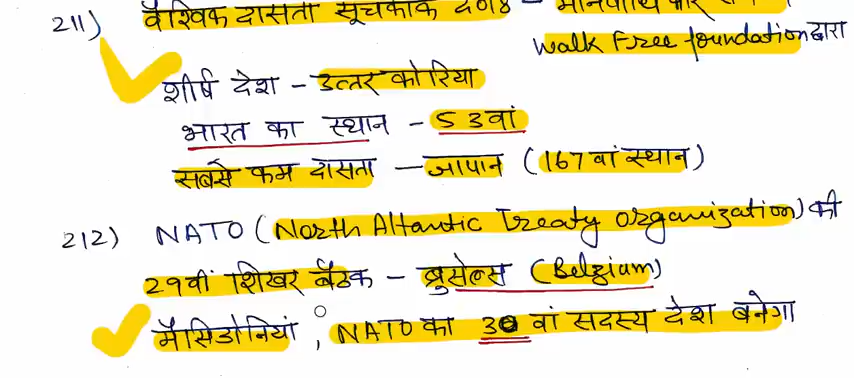 211) वैश्विक दासता सूचकांक 2018 –
walk Free foundation द्वारा
शीर्ष देश – उत्तर कोरिया
भारत का स्थान – 53वां
सबसे कम दासता – जापान (167वां स्थान)
212) NATO (North Altantic Treaty organization) की
29वीं शिखर बैठक – ब्रुसेल्स (Belgium)
मैसिडोनियां ; NATO का 30 वां सदस्य देश बनेगा